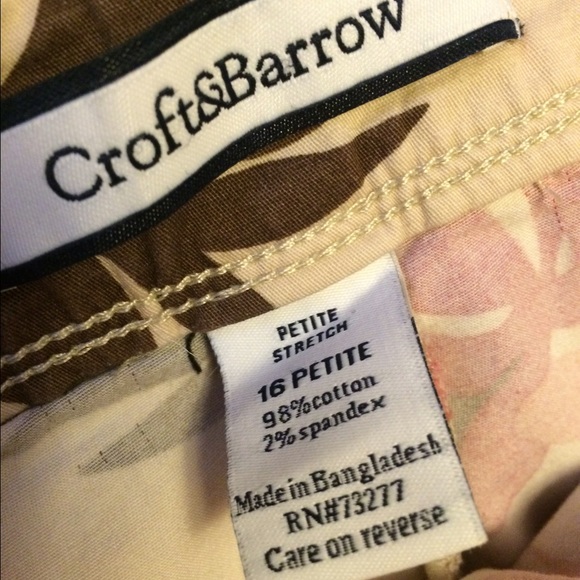 Croft&Barrow
PETITE
STRETCH
16 PETITE
98%cotton
2%spandex
Made in Bangladesh
RN#73277
Care on reverse